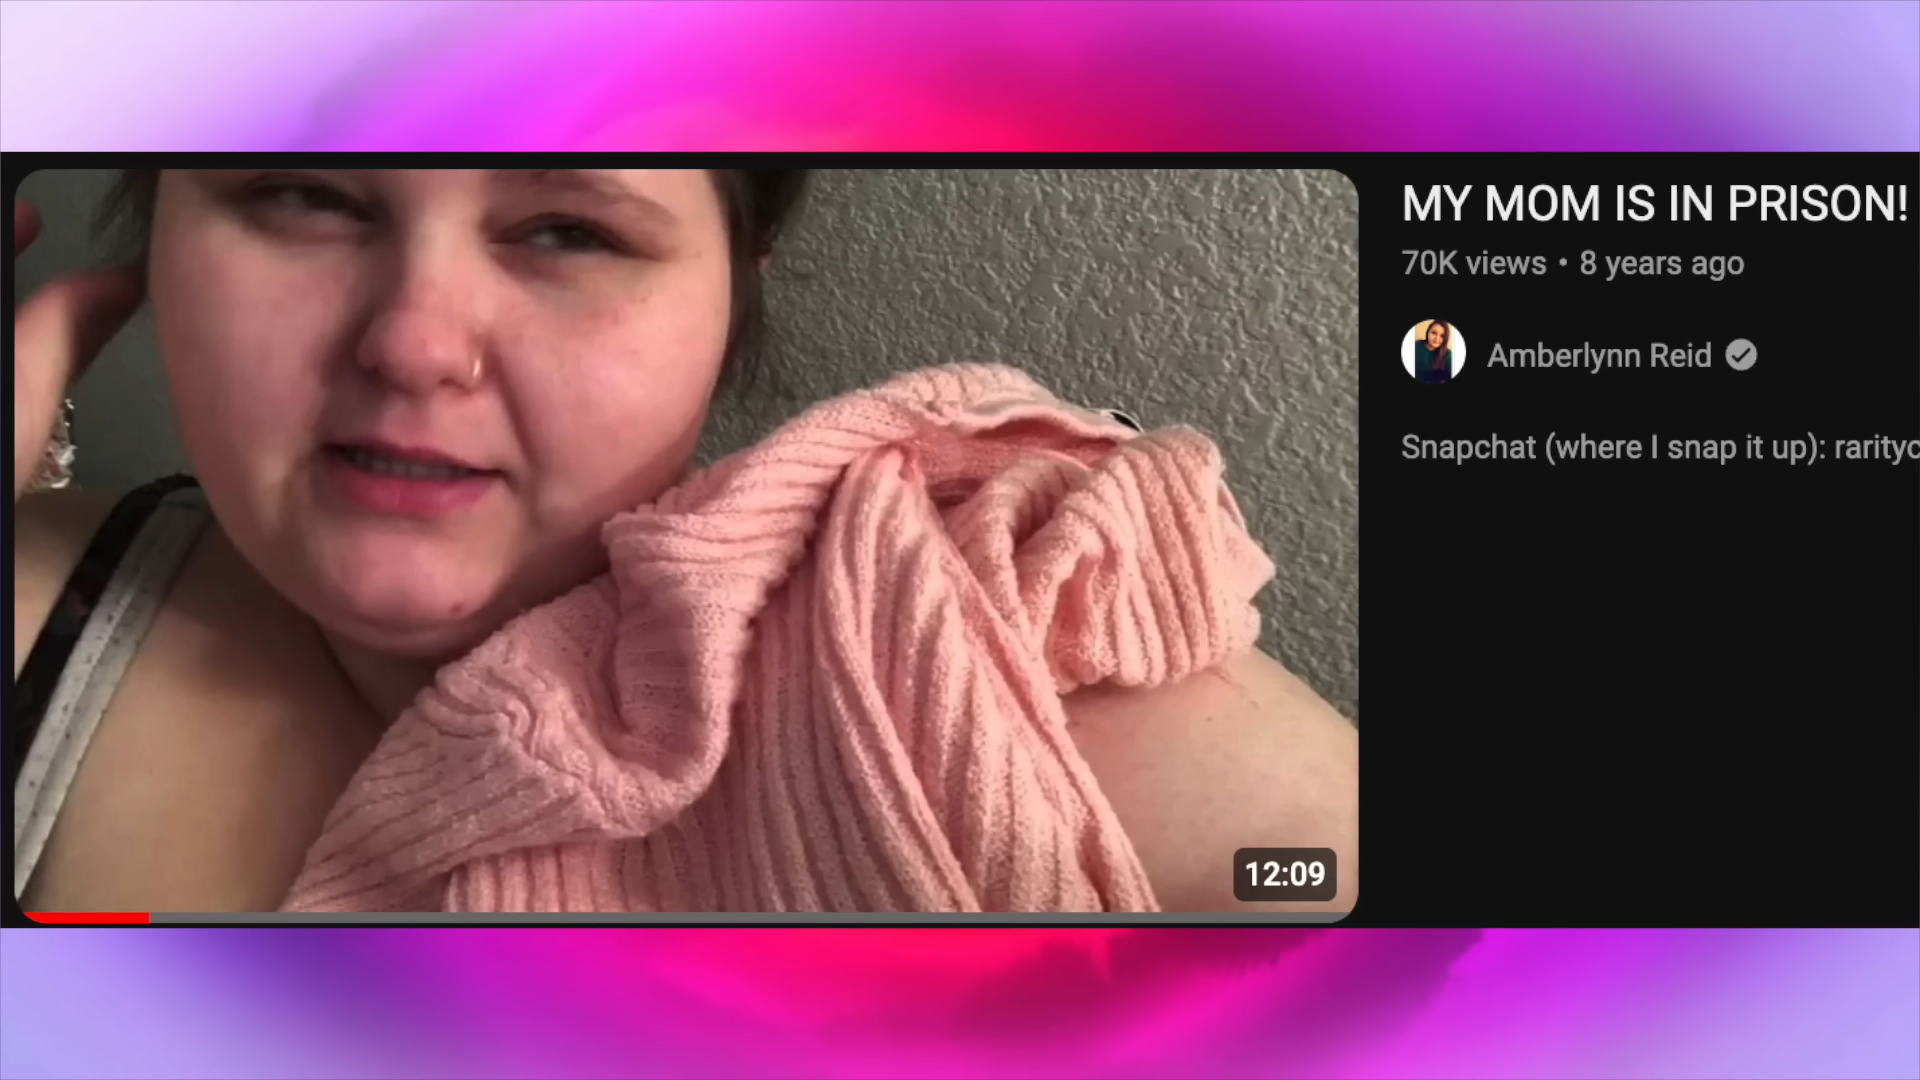 MY MOM IS IN PRISON!
70K views • 8 years ago
Amberlynn Reid
Snapchat (where I snap it up):
12:09